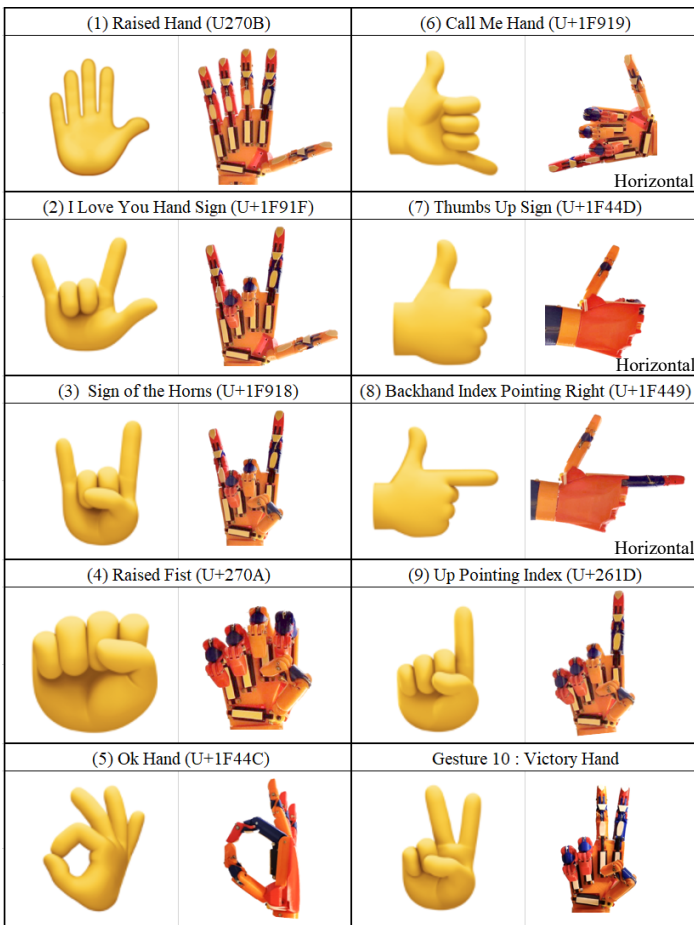 (1) Raised Hand (U270B)
(6) Call Me Hand (U+1F919)
Horizontal
(2) I Love You Hand Sign (U+1F91F)
(7) Thumbs Up Sign (U+1F44D)
Horizontal
(3) Sign of the Horns (U+1F918)
(8) Backhand Index Pointing Right (U+1F449)
Horizontal
(4) Raised Fist (U+270A)
(9) Up Pointing Index (U+261D)
(5) Ok Hand (U+1F44C)
Gesture 10 : Victory Hand